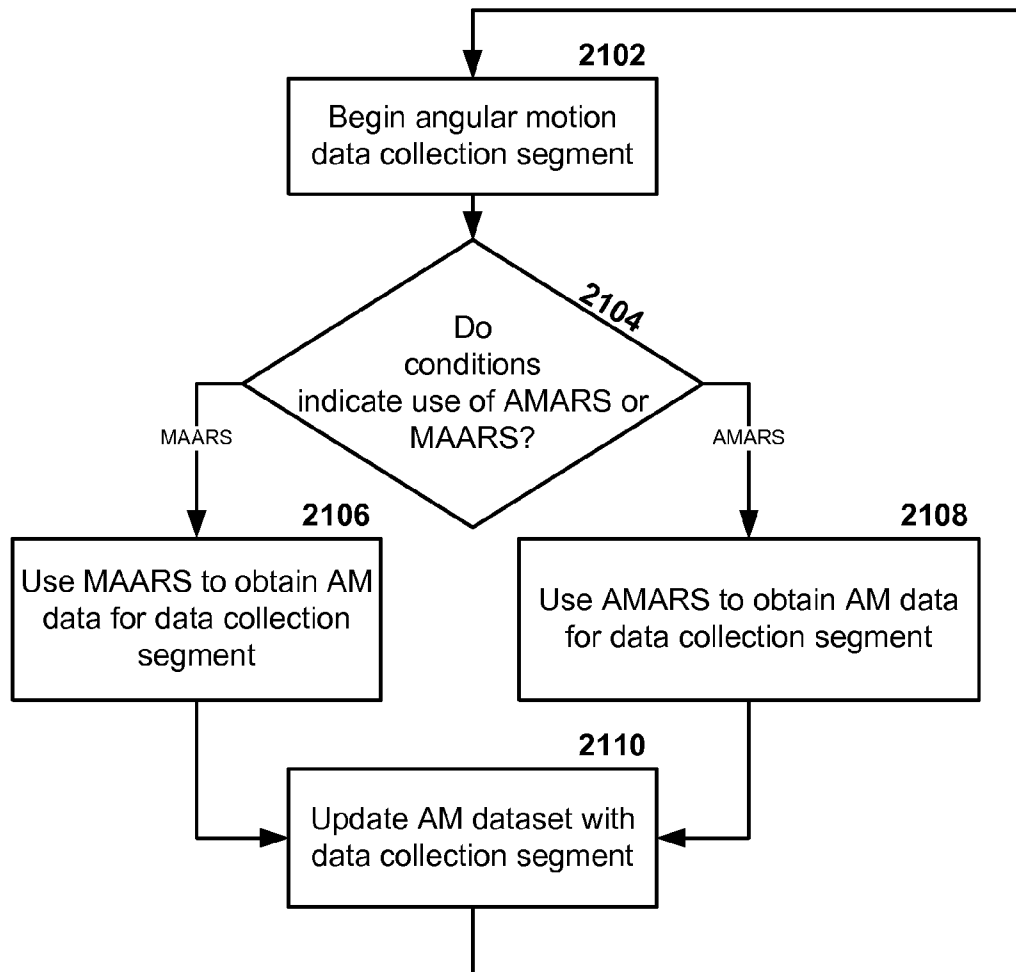 2102
Begin angular motion
data collection segment
2104
Do
conditions
indicate use of AMARS or
MAARS?
MAARS
AMARS
2106
Use MAARS to obtain AM
data for data collection
segment
2108
Use AMARS to obtain AM data
for data collection segment
2110
Update AM dataset with
data collection segment